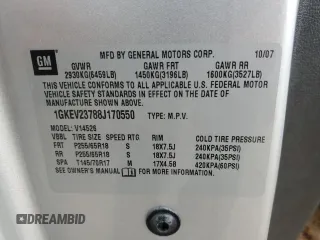 GM
MFD BY GENERAL MOTORS CORP. 10/07
GVWR GAWR FRT GAWR RR
2930KG(6459LB) 1450KG(3196LB) 1600KG(3527LB)
THIS VEHICLE CONFORMS TO ALL APPLICABLE U.S. FEDERAL MOTOR
VEHICLE SAFETY STANDARDS IN EFFECT ON THE DATE OF
MANUFACTURE SHOWN ABOVE.
1GKEV23788J170550 TYPE: M.P.V.
MODEL: V14526
VBBL TIRE SIZE SPEED RTG. RIM COLD TIRE PRESSURE
FRT P255/65R18 S 18X7.5J 240KPA(35PSI)
RR P255/65R18 S 18X7.5J 240KPA(35PSI)
SPA T145/70R17 M 17X4.5B 420KPA(60PSI)
SEE OWNER'S MANUAL FOR ADDITIONAL INFORMATION.
DREAMBID